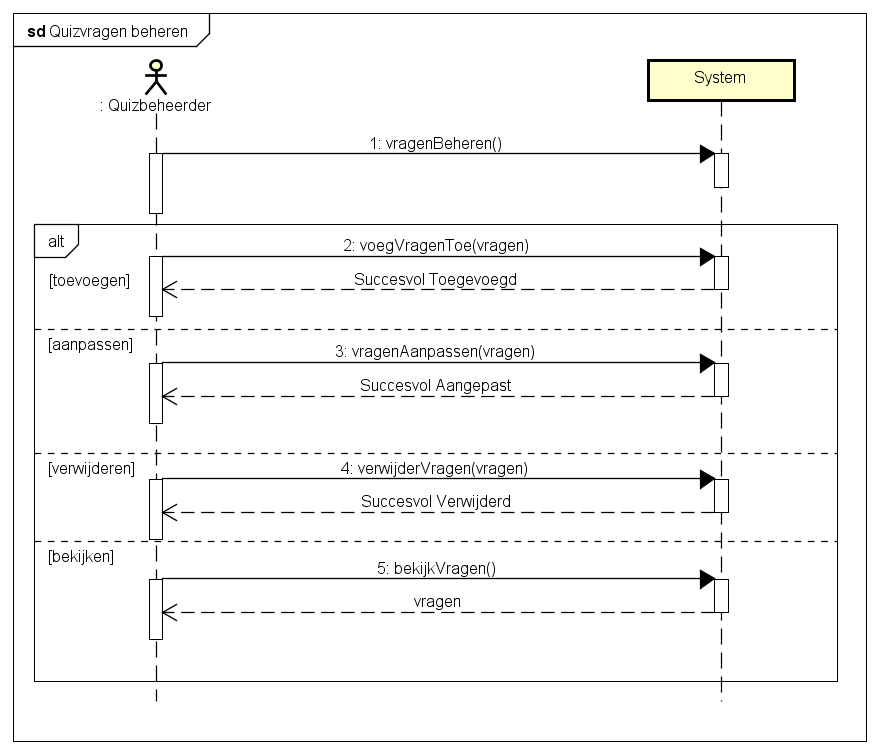 sd Quizvragen beheren
: Quizbeheerder
System
1: vragenBeheren()
alt
2: voegVragenToe(vragen)
[toevoegen]
Succesvol Toegevoegd
[aanpassen]
3: vragenAanpassen(vragen)
Succesvol Aangepast
[verwijderen]
4: verwijderVragen(vragen)
Succesvol Verwijderd
[bekijken]
5: bekijkVragen()
vragen